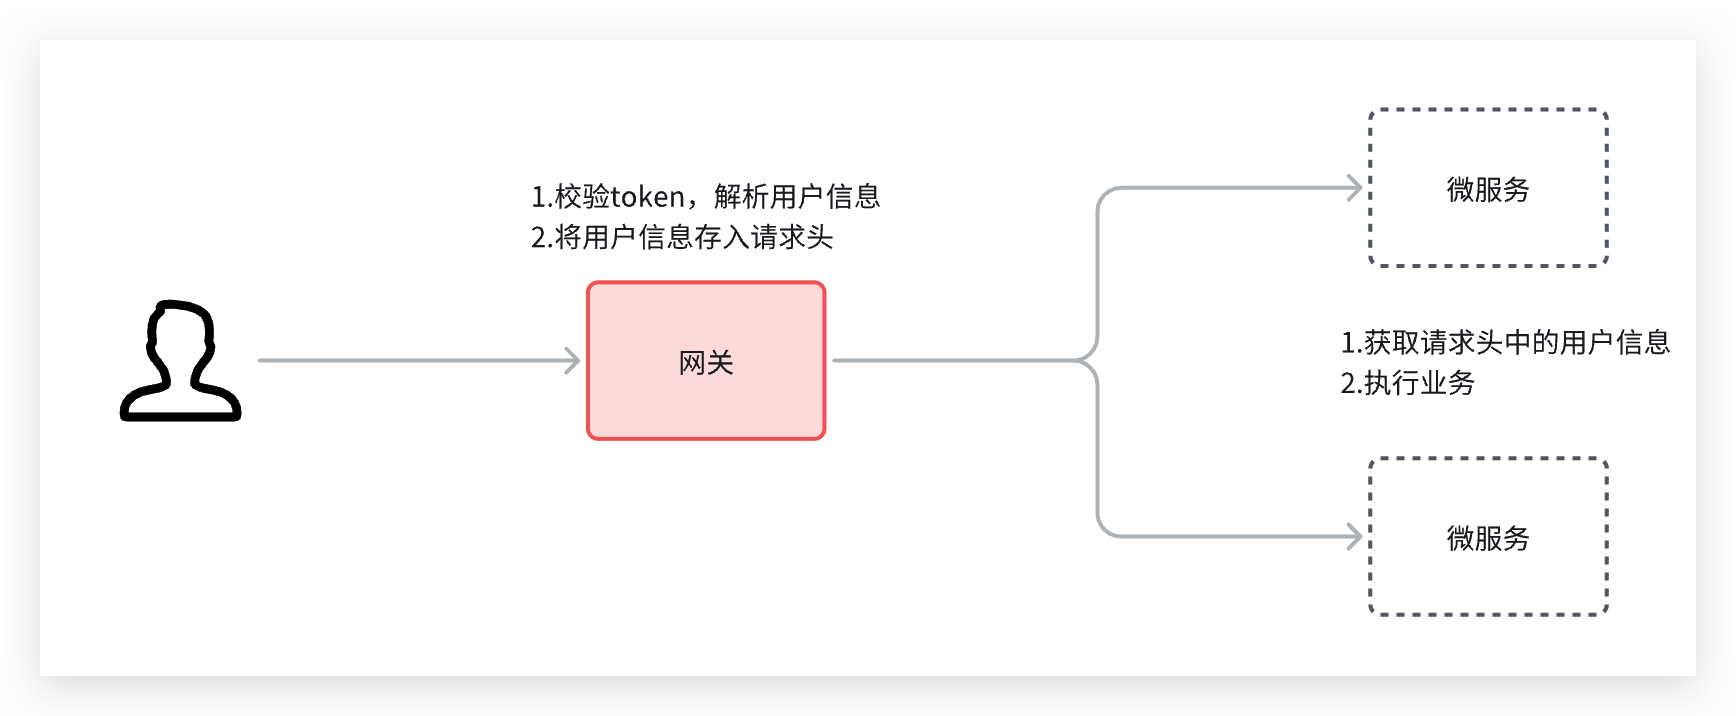 1.校验token，解析用户信息
2.将用户信息存入请求头
网关
微服务
1.获取请求头中的用户信息
2.执行业务
微服务